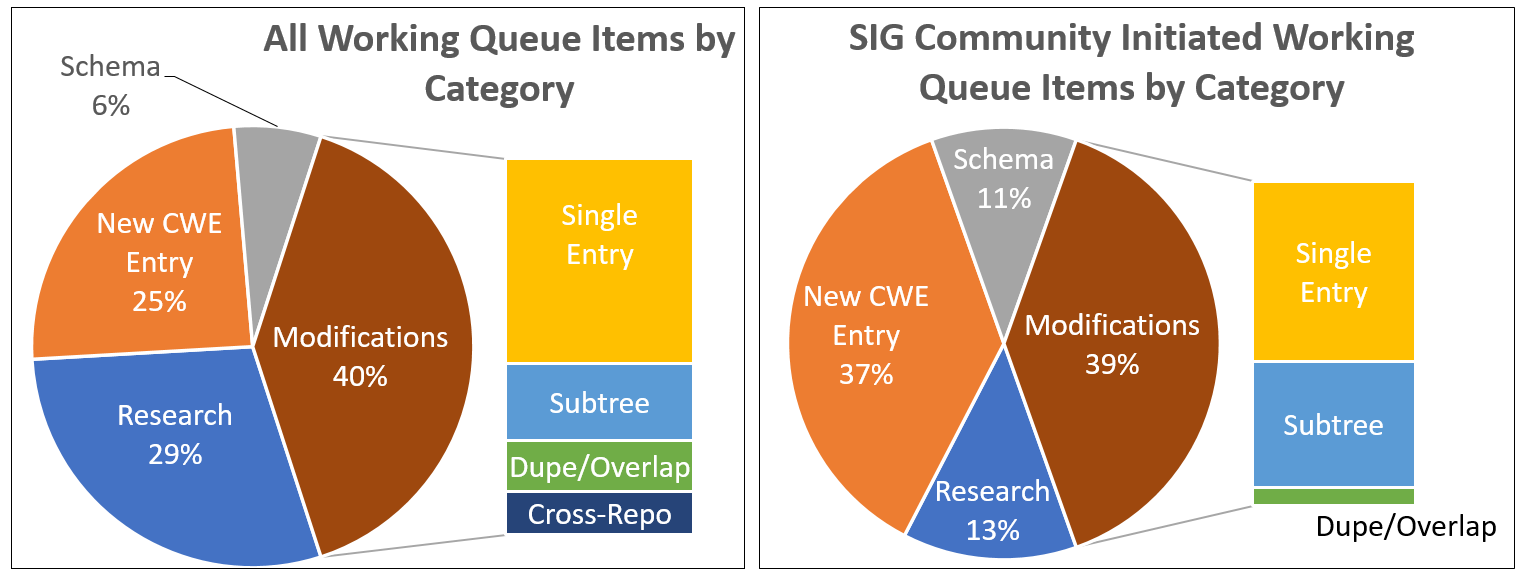 All Working Queue Items by
Category
Schema
6%
New CWE
Entry
25%
Modifications
40%
Research
29%
Single
Entry
Subtree
Dupe/Overlap
Cross-Repo
SIG Community Initiated Working
Queue Items by Category
Schema
11%
New CWE
Entry
37%
Modifications
39%
Research
13%
Single
Entry
Subtree
Dupe/Overlap